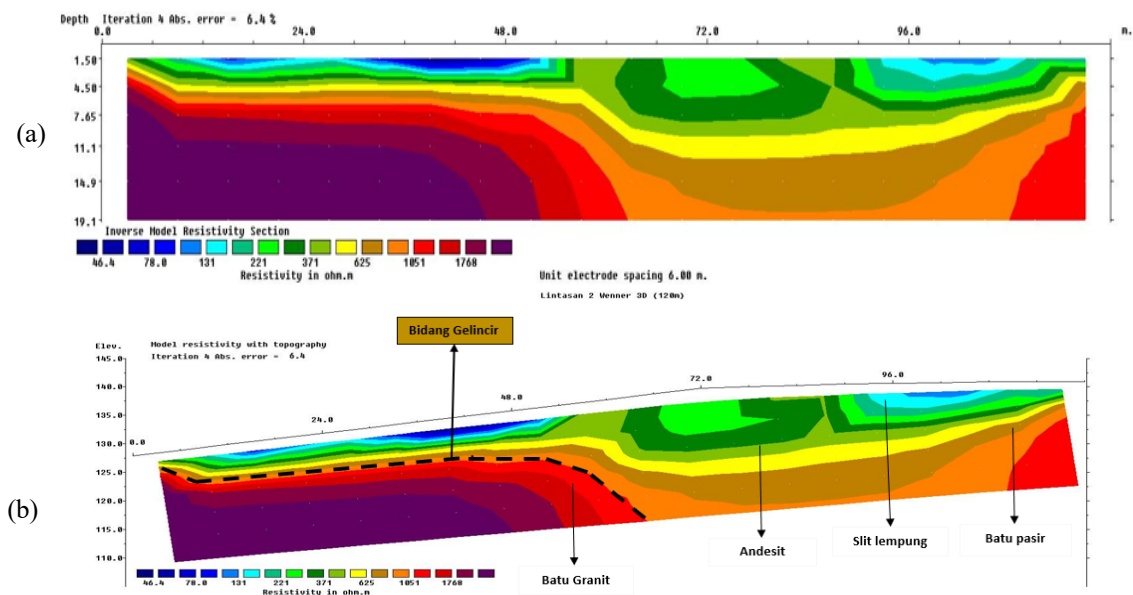 Depth Iteration 4 Abs. error = 6.4 %
0.0 24.0 48.0 72.0 96.0 m.
1.50
4.50
(a)
7.65
11.1
14.9
19.1
Inverse Model Resistivity Section
46.4 78.0 131 221 371 625 1051 1768
Resistivity in ohm.m
Unit electrode spacing 6.00 m.
Lintasan 2 Wenner 3D (120m)
Bidang Gelincir
Elev. Model resistivity with topography
Iteration 4 Abs. error = 6.4
145.0
140.0
135.0
130.0
125.0
120.0
115.0
110.0
0.0 24.0 48.0 72.0 96.0
(b)
Andesit
Slit lempung
Batu pasir
Batu Granit
46.4 78.0 131 221 371 625 1051 1768
Resistivity in ohm.m